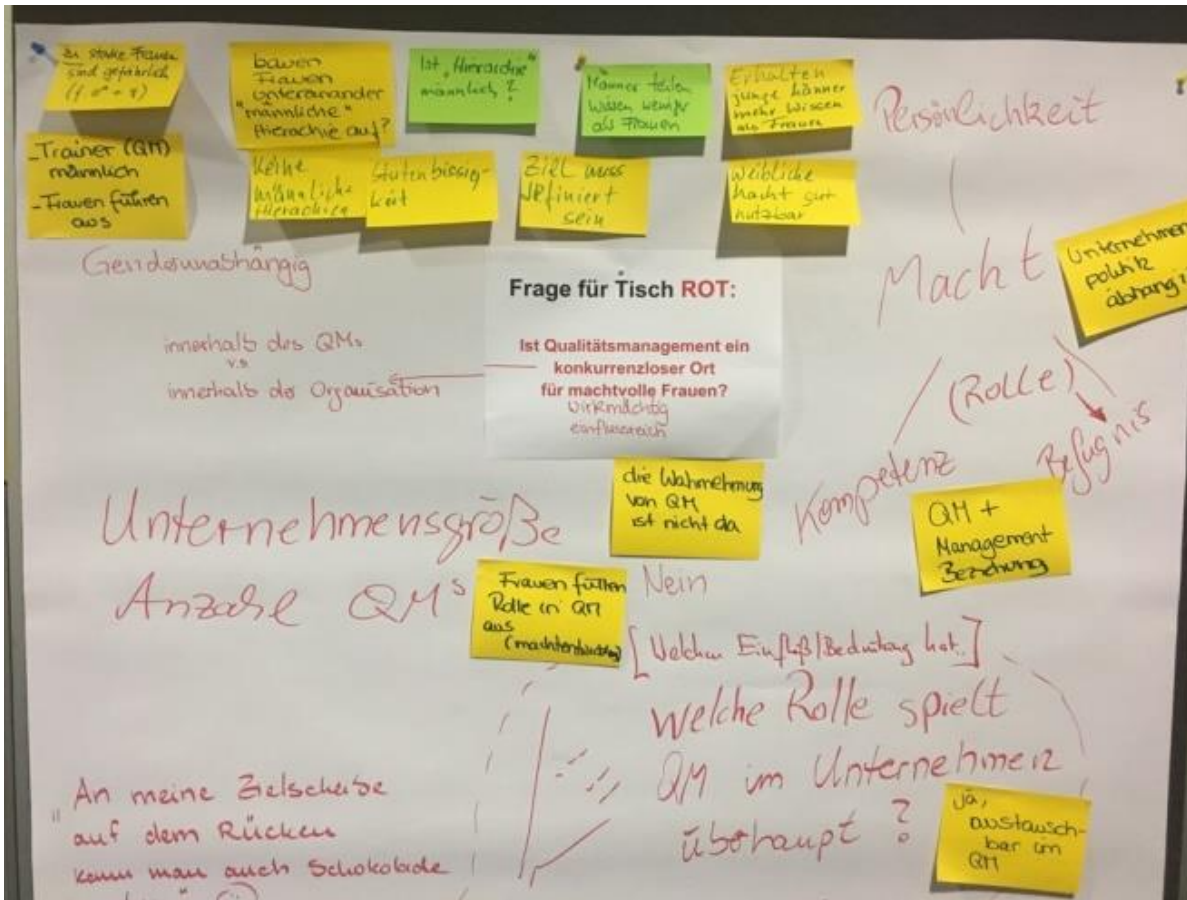 zu starke Frauen
sind gefährlich
(f ♂ + ♀)
bauen
Frauen
untereinander
"männliche"
Hierachie auf?
Ist „Hierarchie"
männlich?
Männer teilen
Wissen weniger
als Frauen
Erhalten
junge Männer
mehr Wissen
als Frauen
Persönlichkeit
- Trainer (QM)
männlich
- Frauen führen
aus
Keine
männliche
Hierachien
Stutenbissig-
keit
Ziel muss
definiert
sein
Weibliche
Macht gut
nutzbar
Macht
Unternehmen
politik
abhäng
Genderunabhängig
Frage für Tisch ROT:
Ist Qualitätsmanagement ein
konkurrenzloser Ort
für machtvolle Frauen?
wirkmächtig
einflussreich
innerhalb des QMs
v.s
innerhalb der Organisation
(Rolle)
Kompetenz
Befugnis
die Wahrnehmung
von QM
ist nicht da
QM +
Management
Beziehung
Unternehmensgröße
Anzahl QMs
Frauen füllen
Rolle in QM
aus
Nein
[Welchen Einfluß/Bedeutung hat..]
Welche Rolle spielt
QM im Unternehmen
überhaupt?
ja,
austausch-
bar im
QM
"An meine Zielscheibe
auf dem Rücken
kann man auch Schokolade